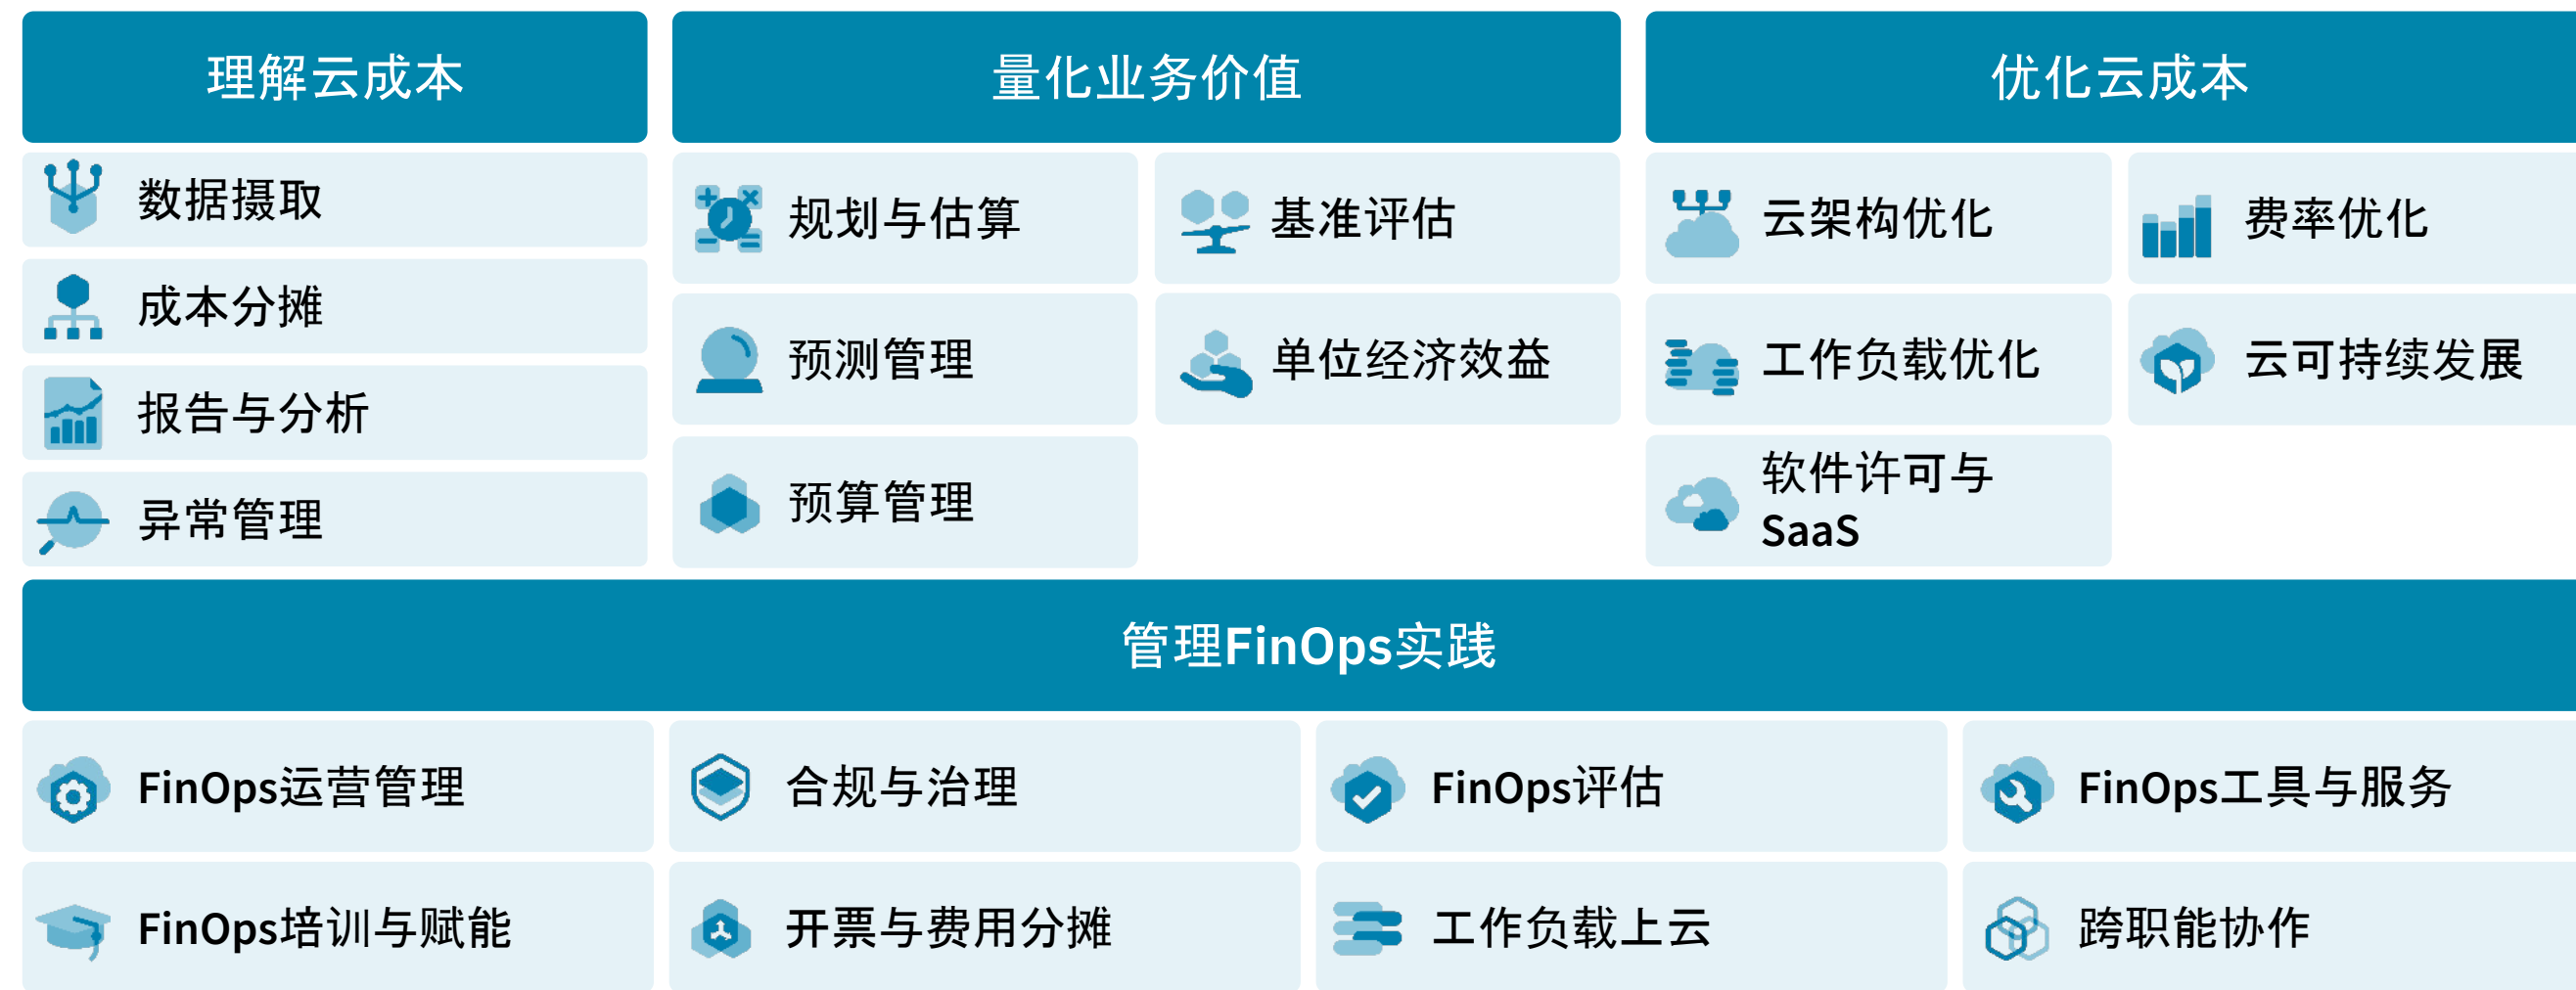 理解云成本
数据摄取
成本分摊
报告与分析
异常管理
量化业务价值
规划与估算
基准评估
预测管理
单位经济效益
预算管理
优化云成本
云架构优化
费率优化
工作负载优化
云可持续发展
软件许可与
SaaS
管理FinOps实践
FinOps运营管理
合规与治理
FinOps评估
FinOps工具与服务
FinOps培训与赋能
开票与费用分摊
工作负载上云
跨职能协作